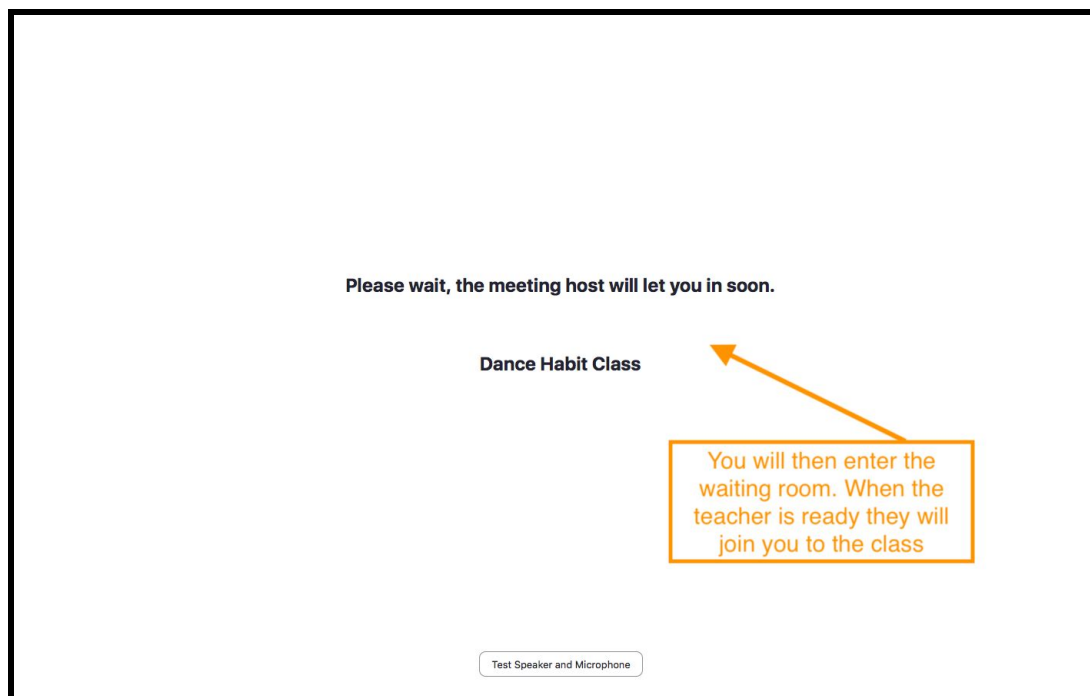 Please wait, the meeting host will let you in soon.
Dance Habit Class
You will then enter the
waiting room. When the
teacher is ready they will
join you to the class
Test Speaker and Microphone